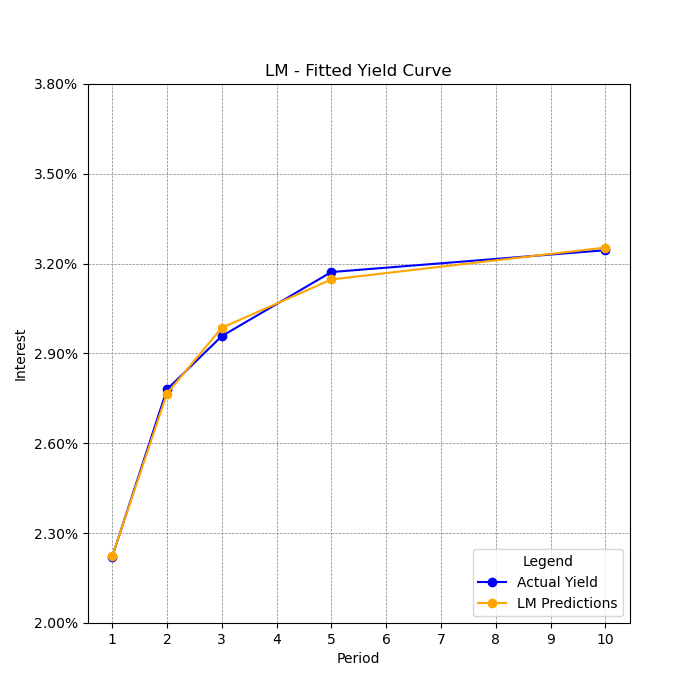 LM - Fitted Yield Curve
3.80%
3.50%
3.20%
2.90%
2.60%
2.30%
2.00%
Interest
1 2 3 4 5 6 7 8 9 10
Period
Legend
Actual Yield
LM Predictions